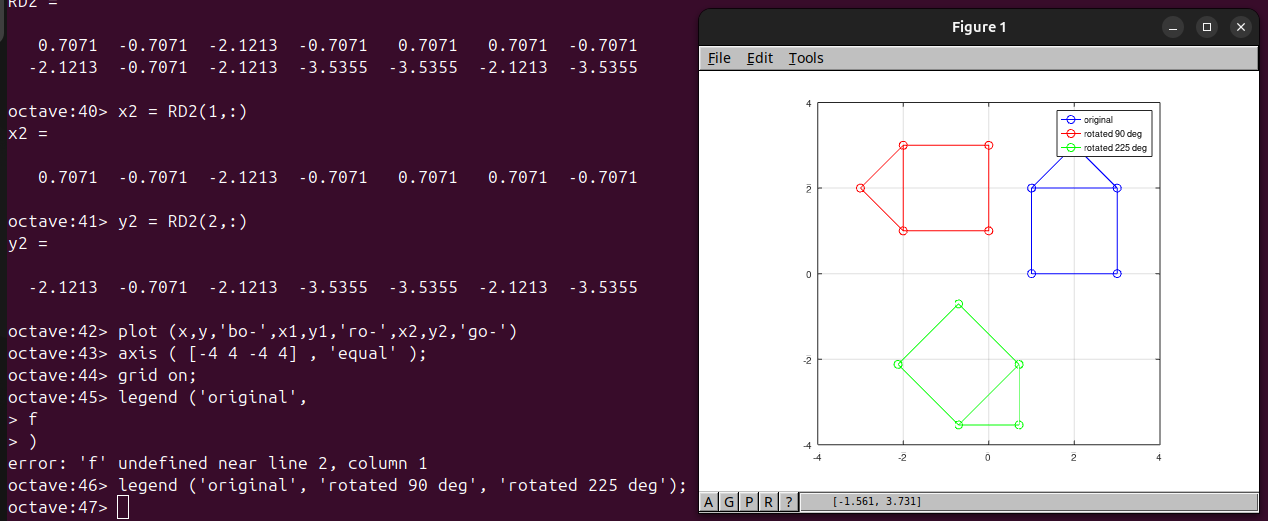 RD2 =
0.7071 -0.7071 -2.1213 -0.7071 0.7071 0.7071 -0.7071
-2.1213 -0.7071 -2.1213 -3.5355 -3.5355 -2.1213 -3.5355
octave:40> x2 = RD2(1,:)
x2 =
0.7071 -0.7071 -2.1213 -0.7071 0.7071 0.7071 -0.7071
octave:41> y2 = RD2(2,:)
y2 =
-2.1213 -0.7071 -2.1213 -3.5355 -3.5355 -2.1213 -3.5355
octave:42> plot (x,y,'bo-',x1,y1,'ro-',x2,y2,'go-')
octave:43> axis ( [-4 4 -4 4] , 'equal' );
octave:44> grid on;
octave:45> legend ('original',
> f
> )
error: 'f' undefined near line 2, column 1
octave:46> legend ('original', 'rotated 90 deg', 'rotated 225 deg');
octave:47>
Figure 1
File Edit Tools
4
original
rotated 90 deg
rotated 225 deg
2
0
-2
-4
-4 -2 0 2 4
A G P R ? [-1.561, 3.731]